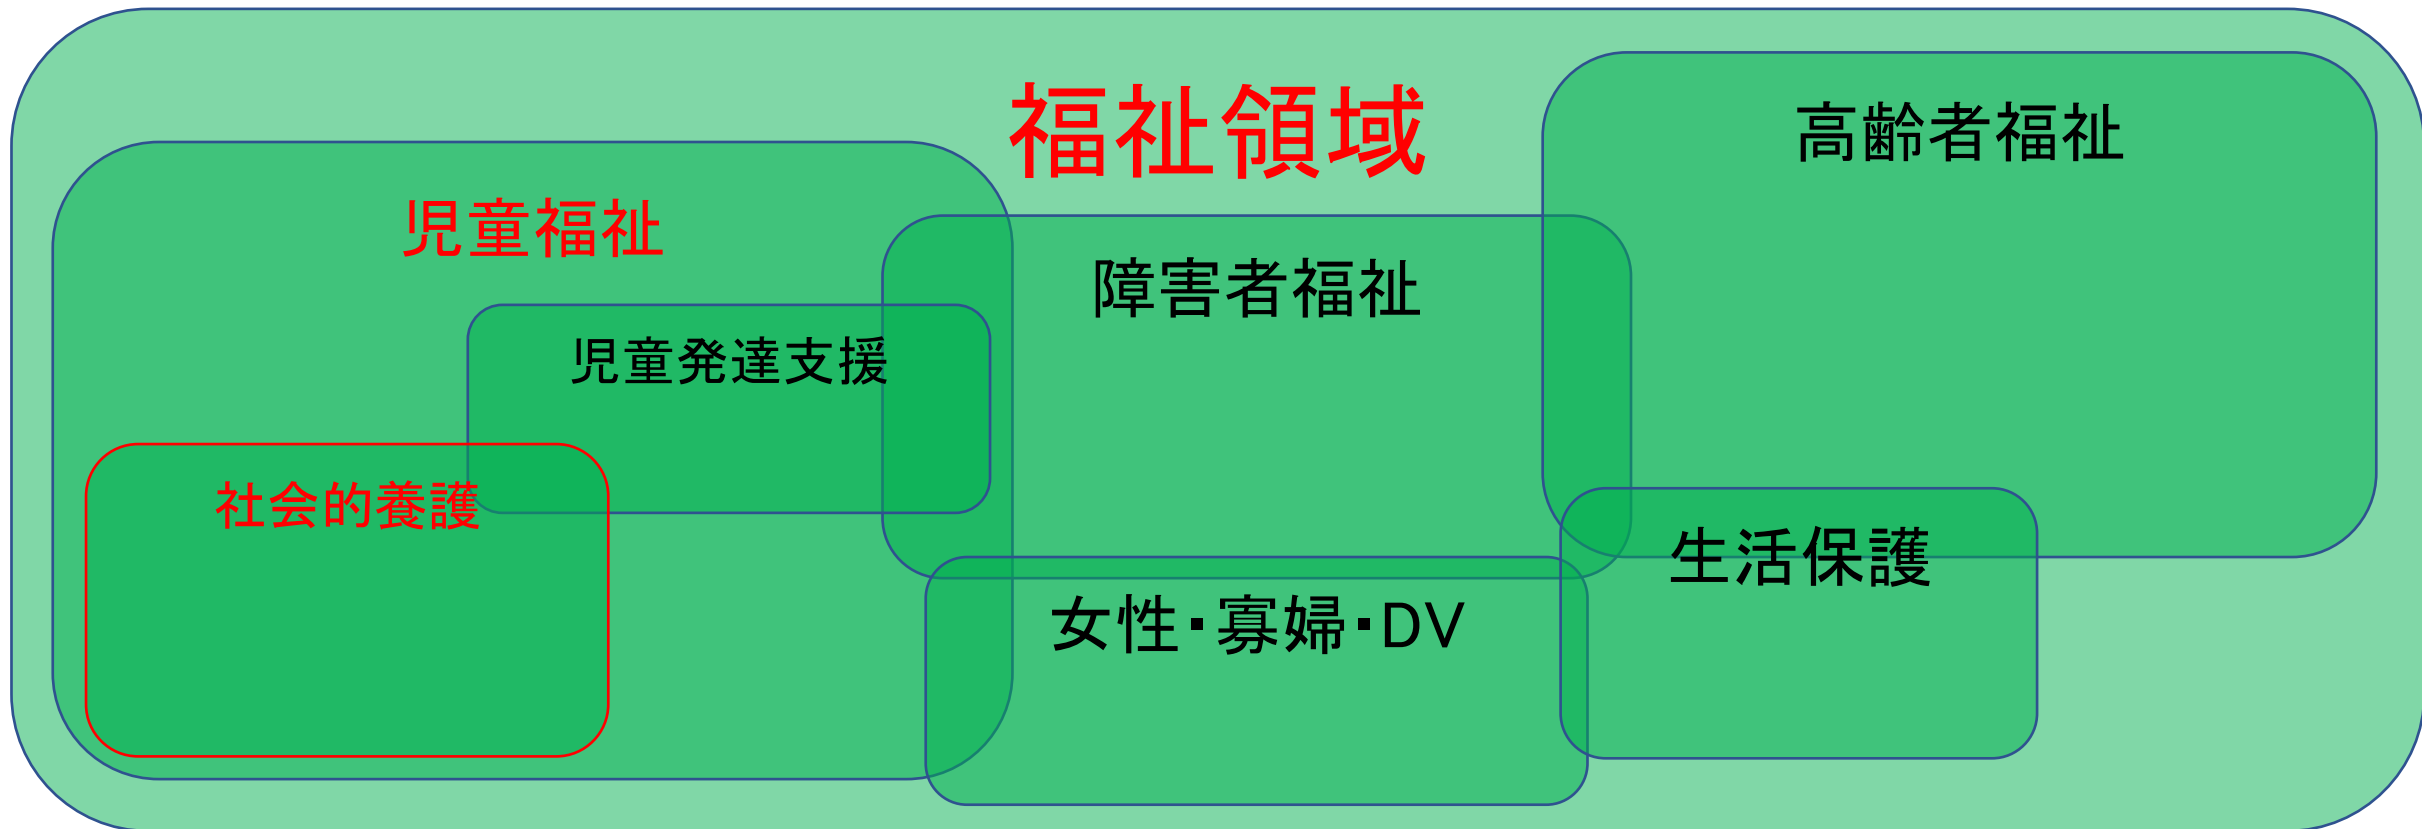 福祉領域
高齢者福祉
児童福祉
障害者福祉
児童発達支援
社会的養護
生活保護
女性・寡婦・DV